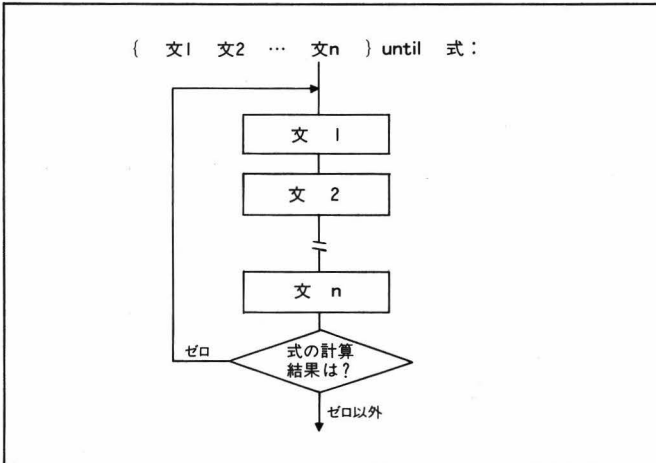 { 文1 文2 … 文n } until 式:
文 1
文 2
文 n
式の計算
結果は?
ゼロ
ゼロ以外